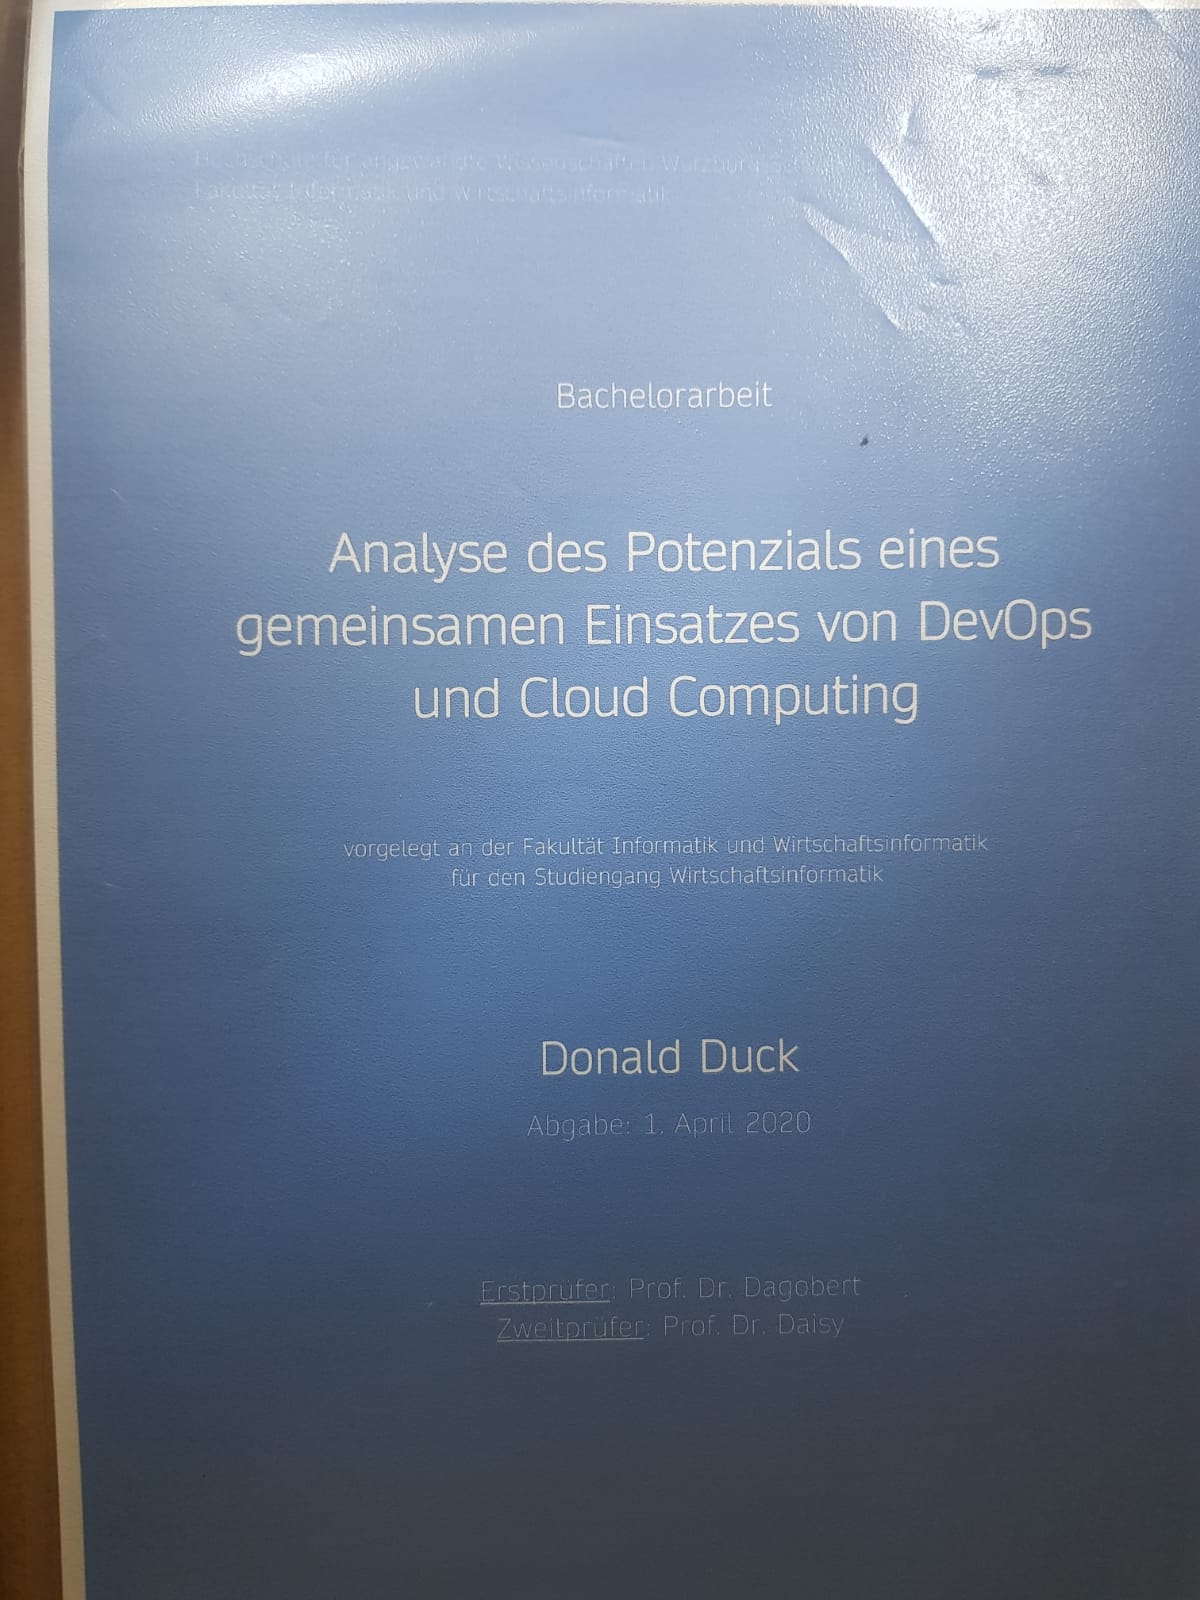 Hochschule für angewandte Wissenschaften Würzburg
Fakultät Informatik und Wirtschaftsinformatik
Bachelorarbeit
Analyse des Potenzials eines
gemeinsamen Einsatzes von DevOps
und Cloud Computing
vorgelegt an der Fakultät Informatik und Wirtschaftsinformatik
für den Studiengang Wirtschaftsinformatik
Donald Duck
Abgabe: 1. April 2020
Erstprüfer: Prof. Dr. Dagobert
Zweitprüfer: Prof. Dr. Daisy